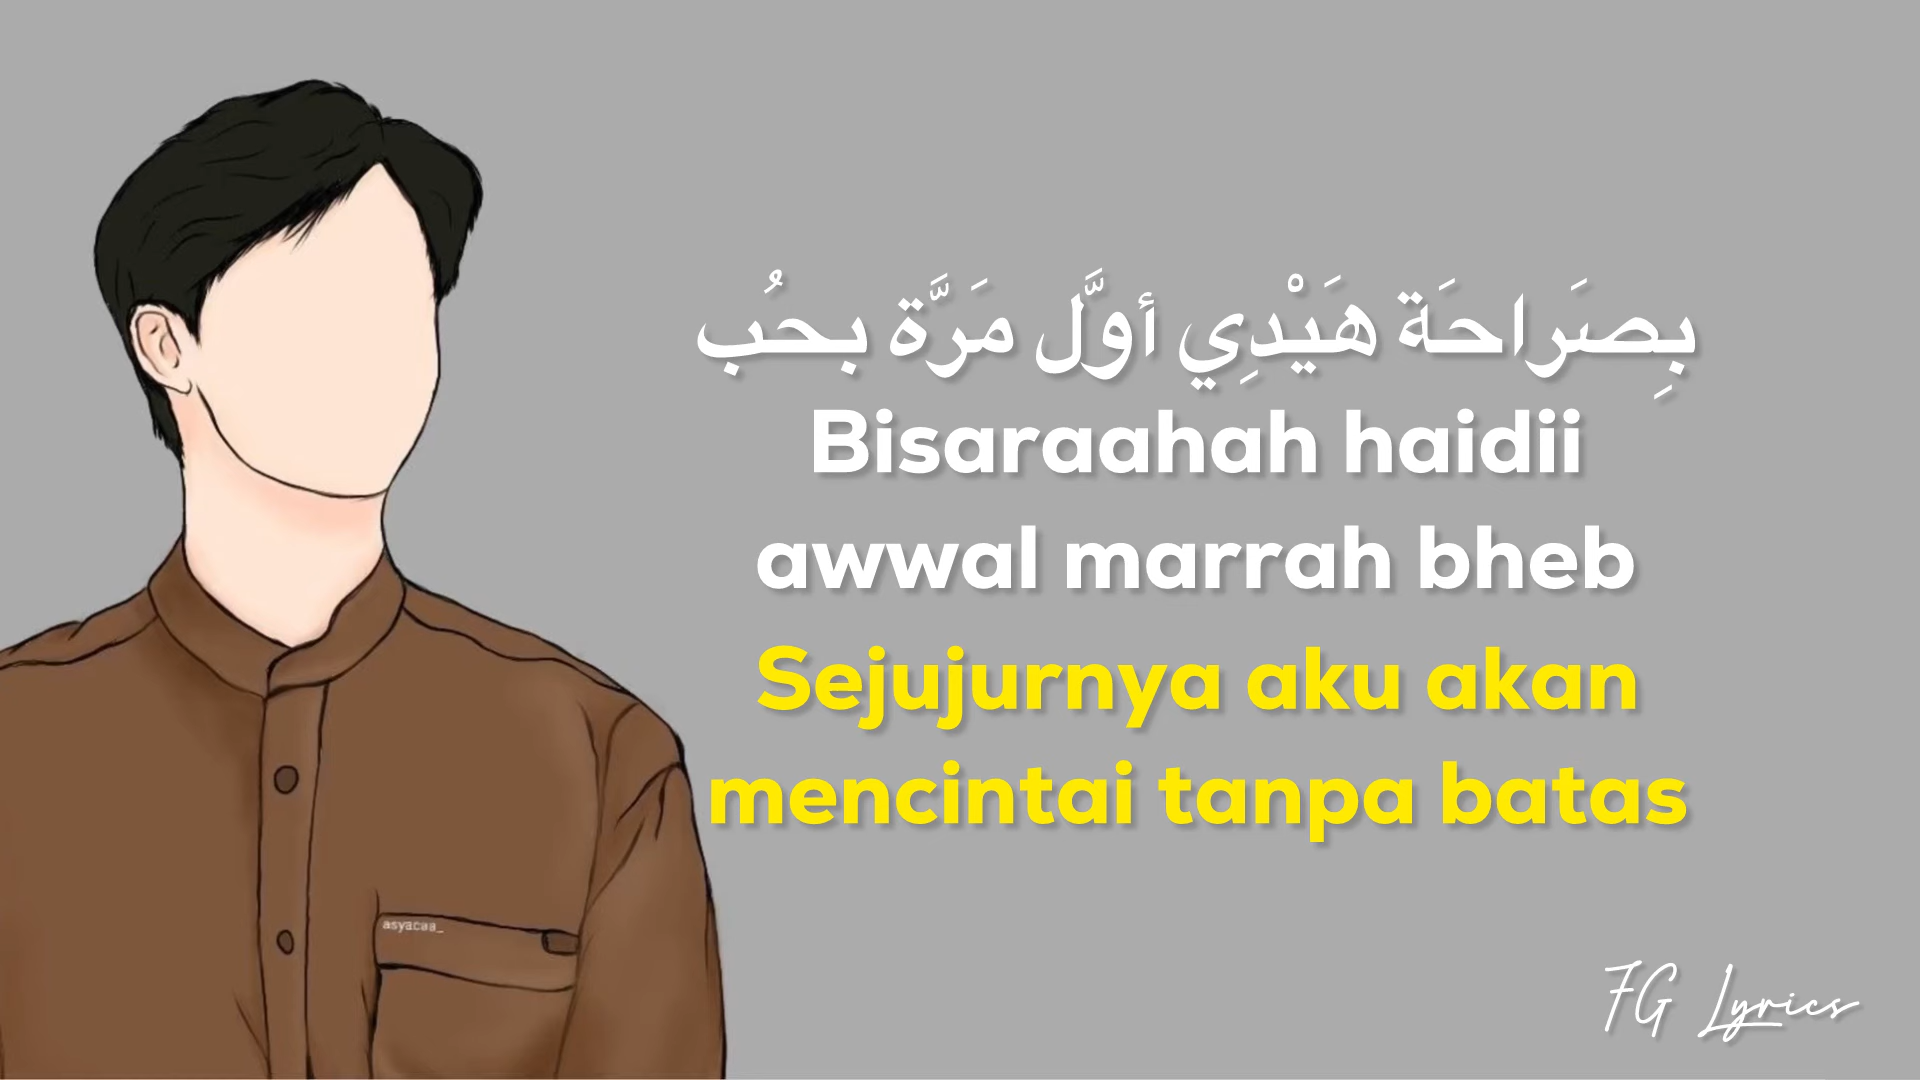 بِصَراحَة هَيْدِي أوَّل مَرَّة بحُب
Bisaraahah haidii
awwal marrah bheb
Sejujurnya aku akan
mencintai tanpa batas
asyacaa_
FG Lyrics